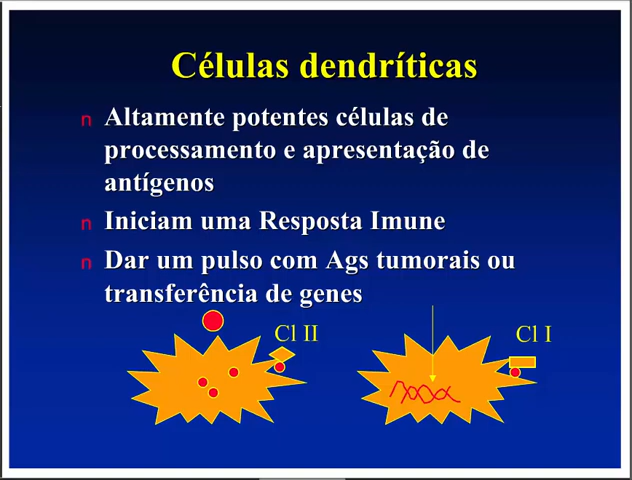 Células dendríticas
n Altamente potentes células de
processamento e apresentação de
antígenos
n Iniciam uma Resposta Imune
n Dar um pulso com Ags tumorais ou
transferência de genes
Cl II
Cl I